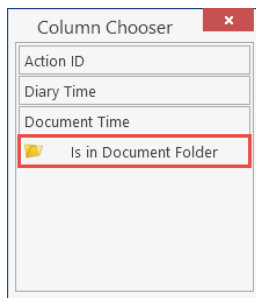 Column Chooser
Action ID
Diary Time
Document Time
Is in Document Folder